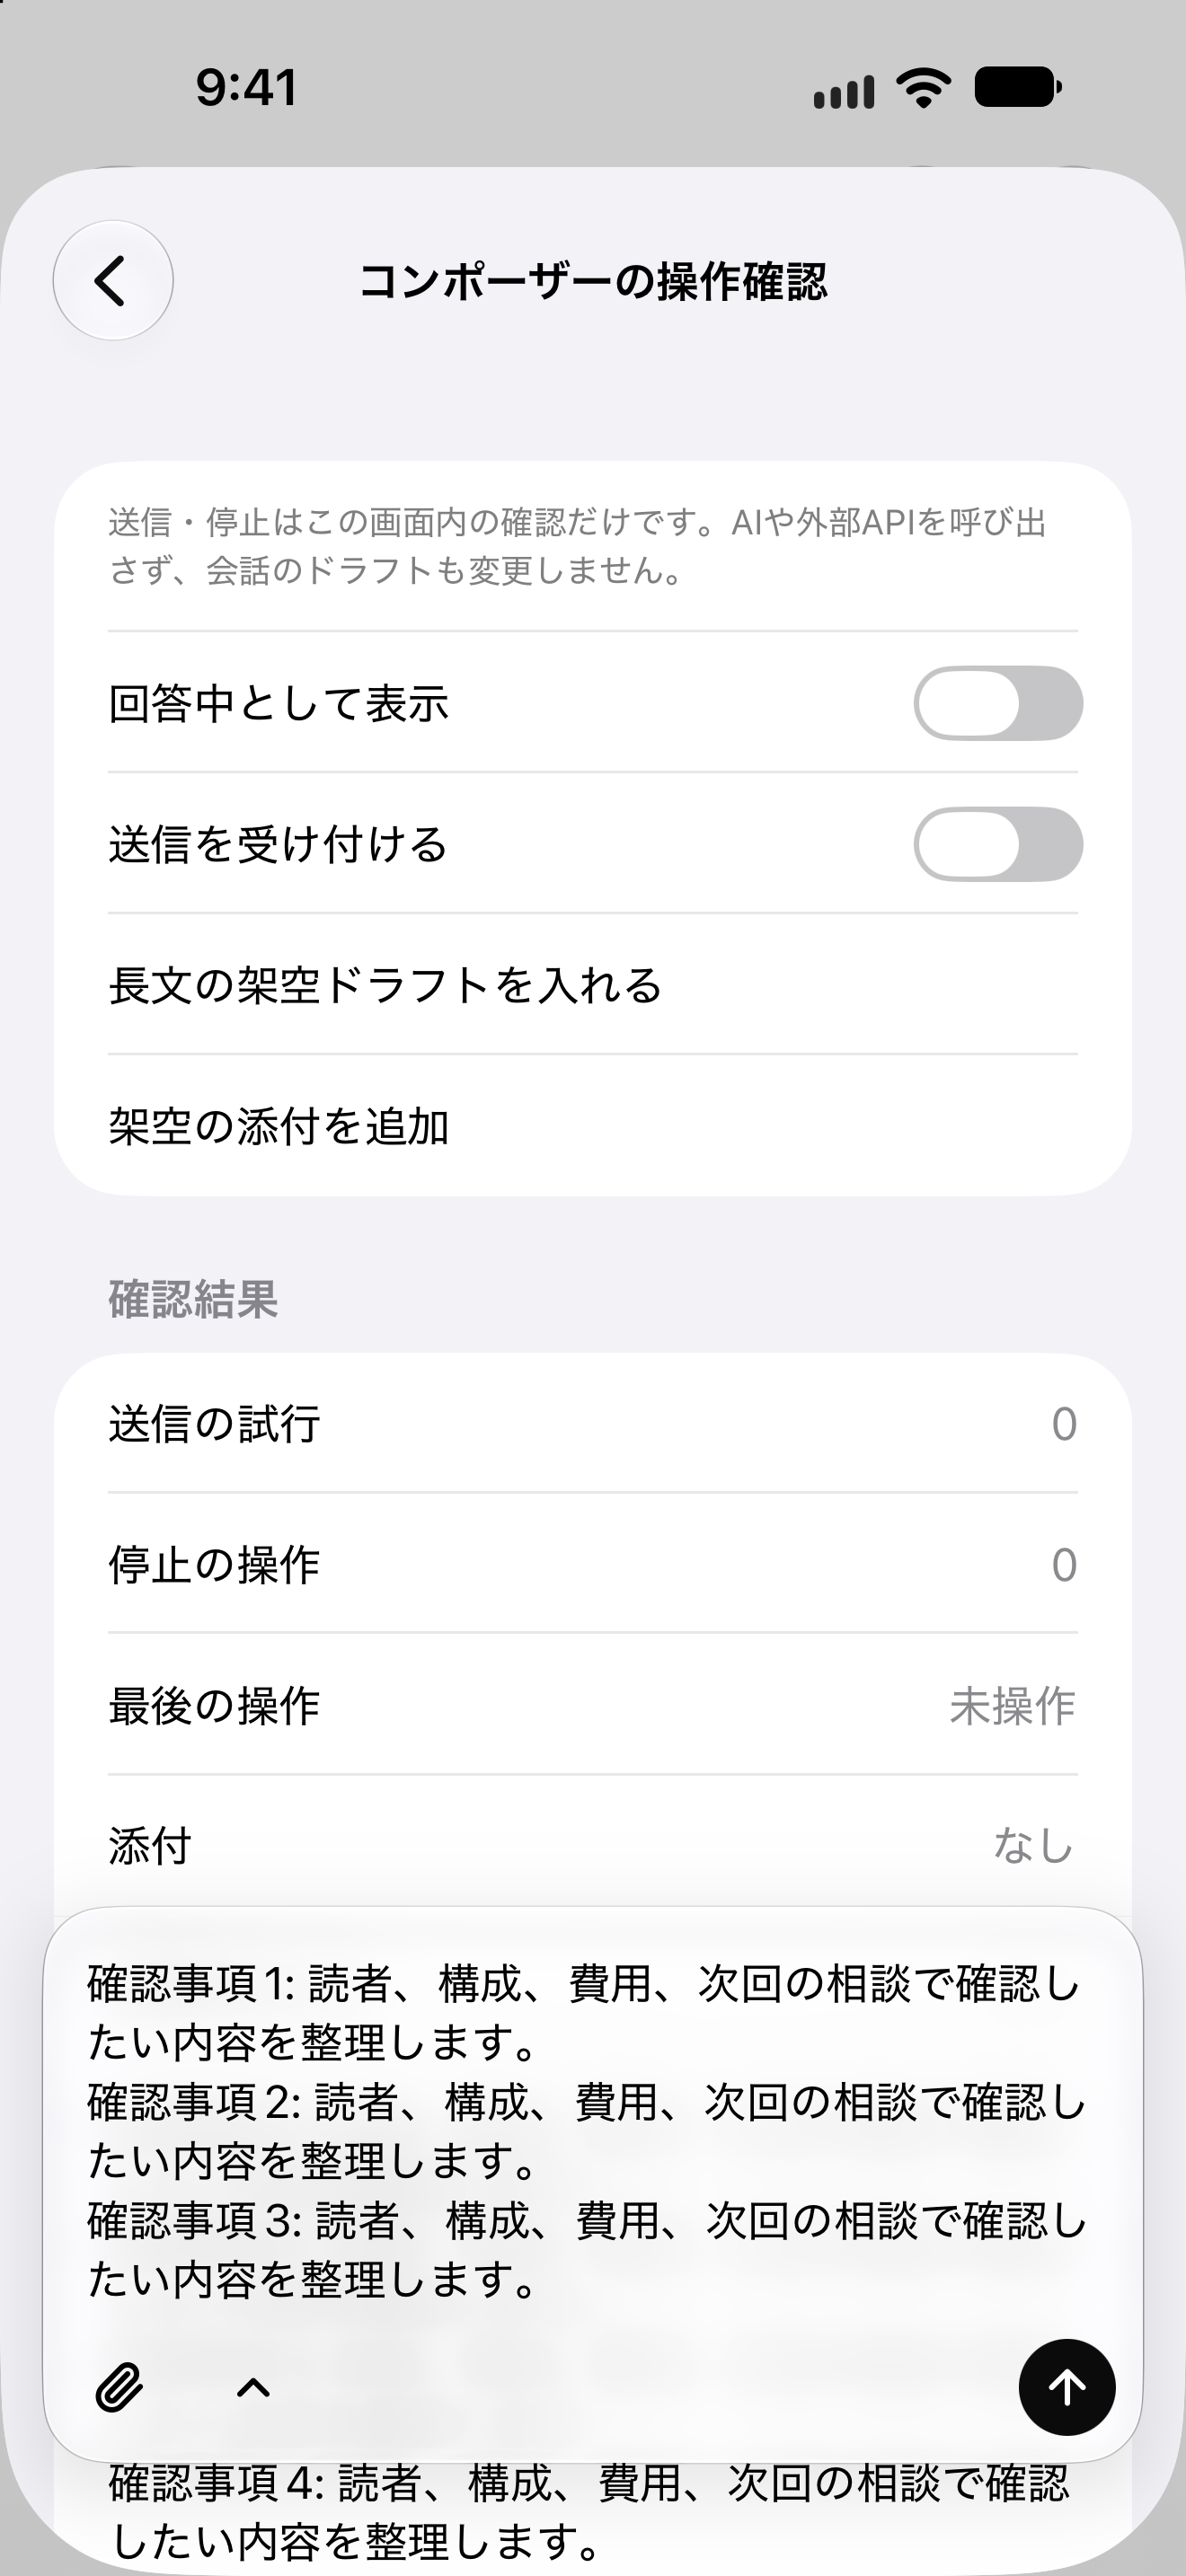 9:41
コンポーザーの操作確認
送信・停止はこの画面内の確認だけです。AIや外部APIを呼び出
さず、会話のドラフトも変更しません。
回答中として表示
送信を受け付ける
長文の架空ドラフトを入れる
架空の添付を追加
確認結果
送信の試行 0
停止の操作 0
最後の操作 未操作
添付 なし
確認事項1: 読者、構成、費用、次回の相談で確認し
たい内容を整理します。
確認事項2: 読者、構成、費用、次回の相談で確認し
たい内容を整理します。
確認事項3: 読者、構成、費用、次回の相談で確認し
たい内容を整理します。
確認事項4: 読者、構成、費用、次回の相談で確認
したい内容を整理します。